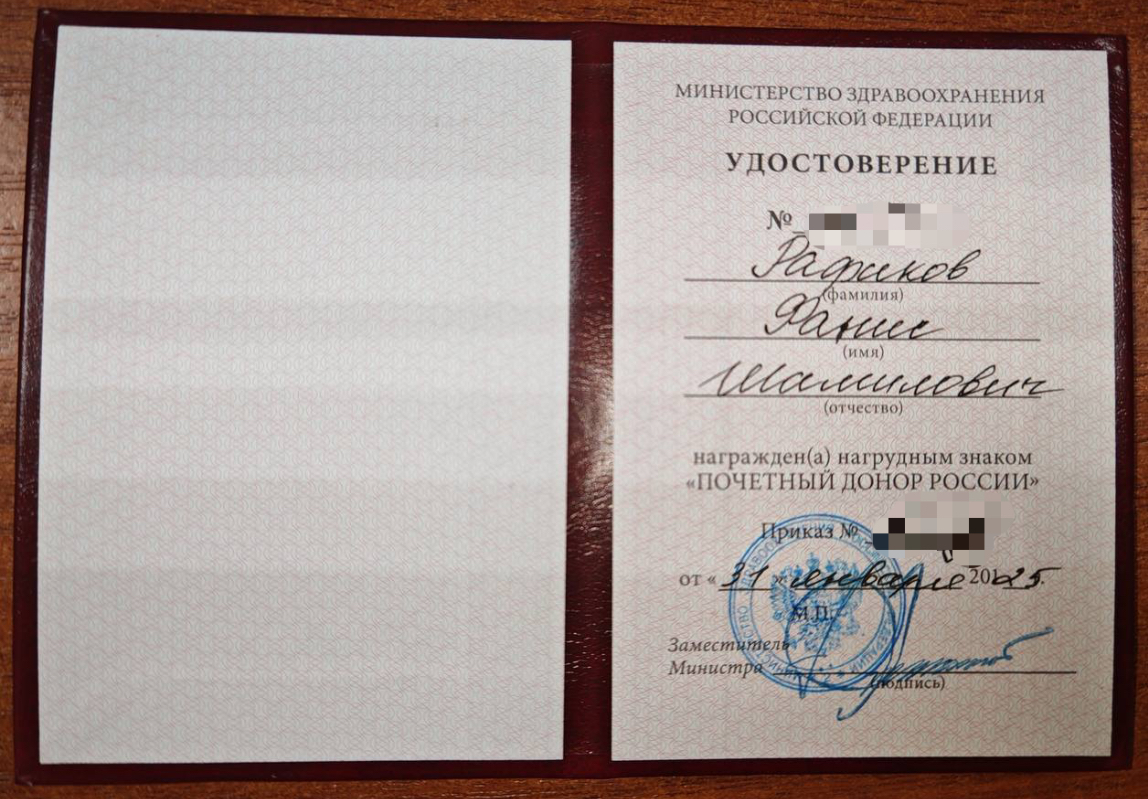 МИНИСТЕРСТВО ЗДРАВООХРАНЕНИЯ
РОССИЙСКОЙ ФЕДЕРАЦИИ
УДОСТОВЕРЕНИЕ
№
Рафиков
(фамилия)
Фанис
(имя)
Шамилович
(отчество)
награжден(а) нагрудным знаком
«ПОЧЕТНЫЙ ДОНОР РОССИИ»
Приказ №
от «31» января 2025.
М.П.
Заместитель
Министра
(подпись)